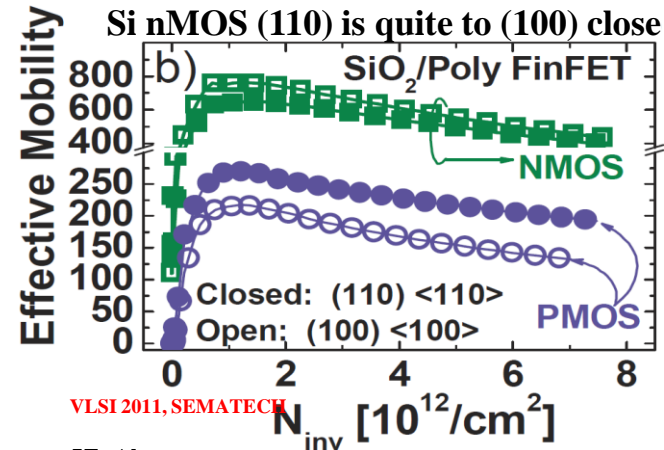 Si nMOS (110) is quite to (100) close
b)
SiO2/Poly FinFET
Effective Mobility
800
600
400
250
200
150
100
50
0
NMOS
PMOS
Closed: (110) <110>
Open: (100) <100>
0 2 4 6 8
VLSI 2011, SEMATECH
Ninv [10^12/cm^2]